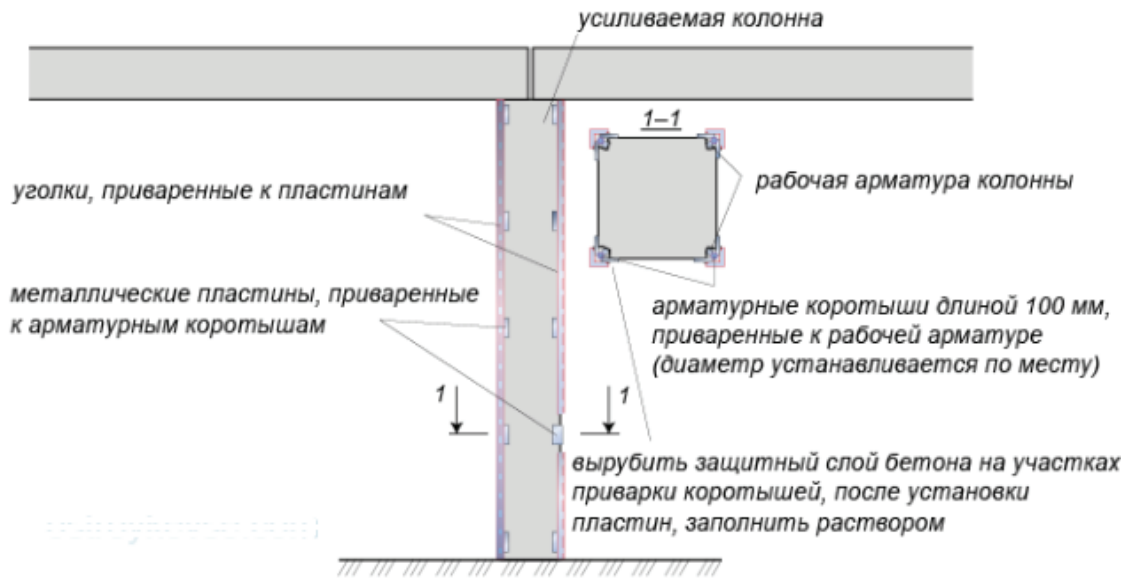 усиливаемая колонна
1–1
уголки, приваренные к пластинам
рабочая арматура колонны
металлические пластины, приваренные
к арматурным коротышам
арматурные коротыши длиной 100 мм,
приваренные к рабочей арматуре
(диаметр устанавливается по месту)
1
1
вырубить защитный слой бетона на участках
приварки коротышей, после установки
пластин, заполнить раствором